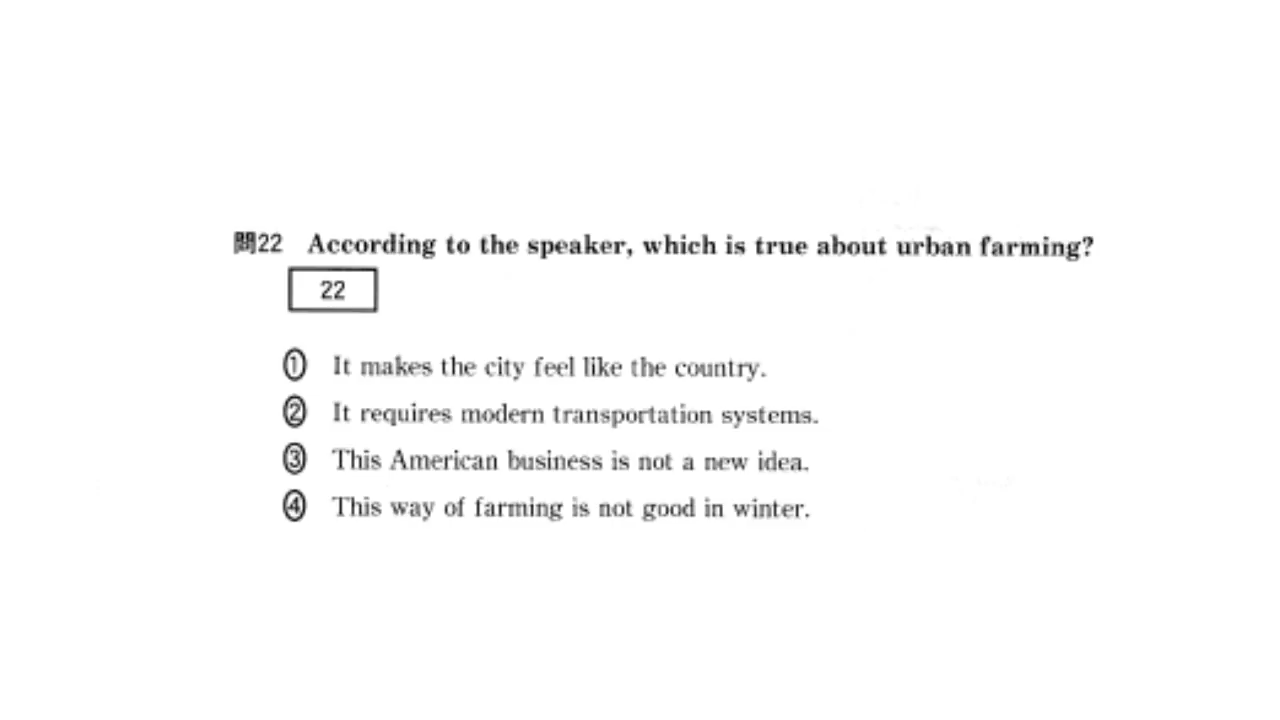 問22 According to the speaker, which is true about urban farming?
22
① It makes the city feel like the country.
② It requires modern transportation systems.
③ This American business is not a new idea.
④ This way of farming is not good in winter.